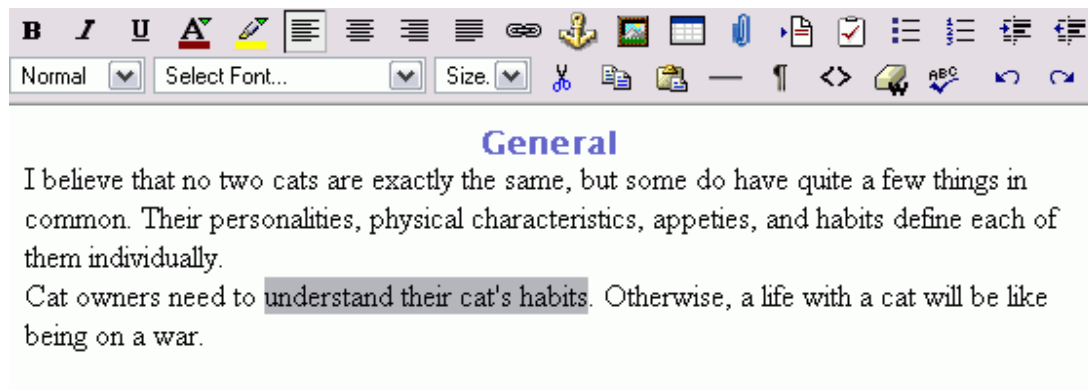 B I U A
Normal Select Font... Size. ABC
General
I believe that no two cats are exactly the same, but some do have quite a few things in
common. Their personalities, physical characteristics, appeties, and habits define each of
them individually.
Cat owners need to understand their cat's habits. Otherwise, a life with a cat will be like
being on a war.